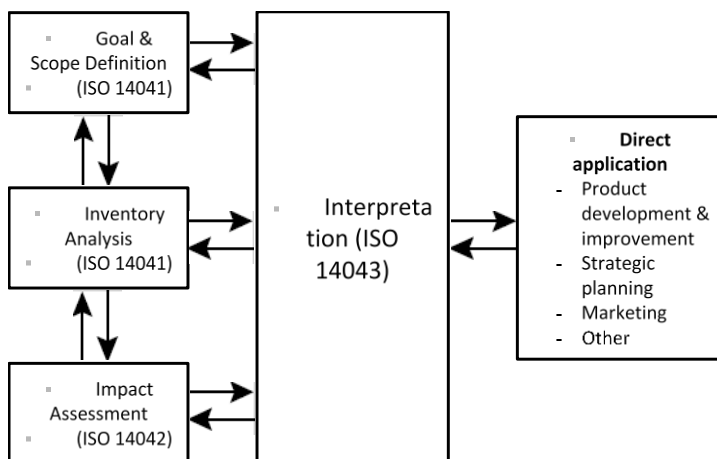 Goal &
Scope Definition
(ISO 14041)
Inventory
Analysis
(ISO 14041)
Impact
Assessment
(ISO 14042)
Interpreta
tion (ISO
14043)
Direct
application
- Product
development &
improvement
- Strategic
planning
- Marketing
- Other